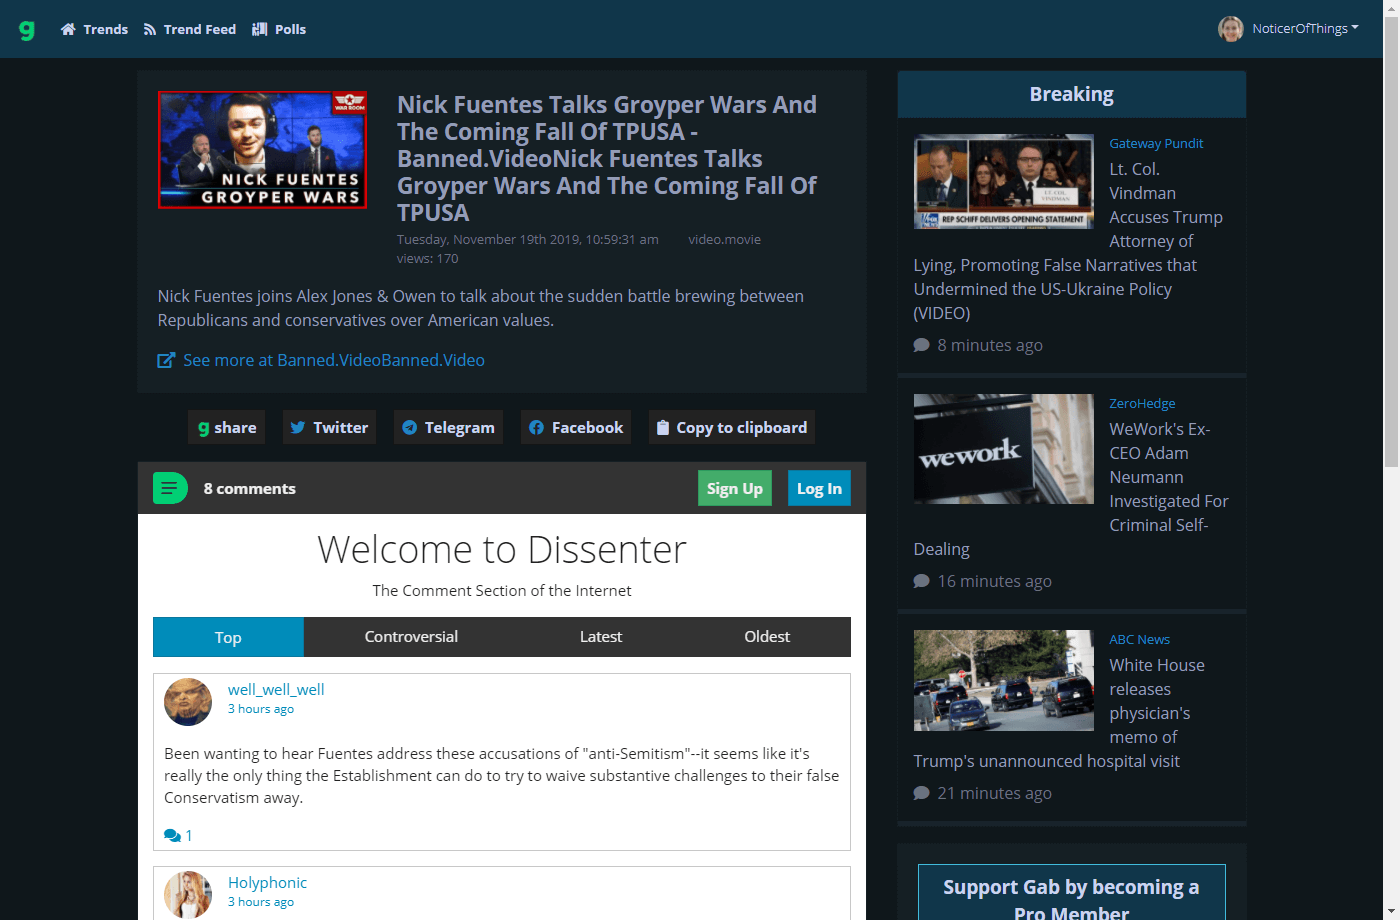 g Trends Trend Feed Polls NoticerOfThings
WAR ROOM
NICK FUENTES
GROYPER WARS
Nick Fuentes Talks Groyper Wars And
The Coming Fall Of TPUSA -
Banned.VideoNick Fuentes Talks
Groyper Wars And The Coming Fall Of
TPUSA
Tuesday, November 19th 2019, 10:59:31 am video.movie
views: 170
Nick Fuentes joins Alex Jones & Owen to talk about the sudden battle brewing between
Republicans and conservatives over American values.
See more at Banned.VideoBanned.Video
g share Twitter Telegram Facebook Copy to clipboard
8 comments Sign Up Log In
Welcome to Dissenter
The Comment Section of the Internet
Top Controversial Latest Oldest
well_well_well
3 hours ago
Been wanting to hear Fuentes address these accusations of "anti-Semitism"--it seems like it's
really the only thing the Establishment can do to try to waive substantive challenges to their false
Conservatism away.
1
Holyphonic
3 hours ago
Breaking
LT. COL.
VINDMAN
REP SCHIFF DELIVERS OPENING STATEMENT
Gateway Pundit
Lt. Col.
Vindman
Accuses Trump
Attorney of
Lying, Promoting False Narratives that
Undermined the US-Ukraine Policy
(VIDEO)
8 minutes ago
wework
ZeroHedge
WeWork's Ex-
CEO Adam
Neumann
Investigated For
Criminal Self-
Dealing
16 minutes ago
ABC News
White House
releases
physician's
memo of
Trump's unannounced hospital visit
21 minutes ago
Support Gab by becoming a
Pro Member